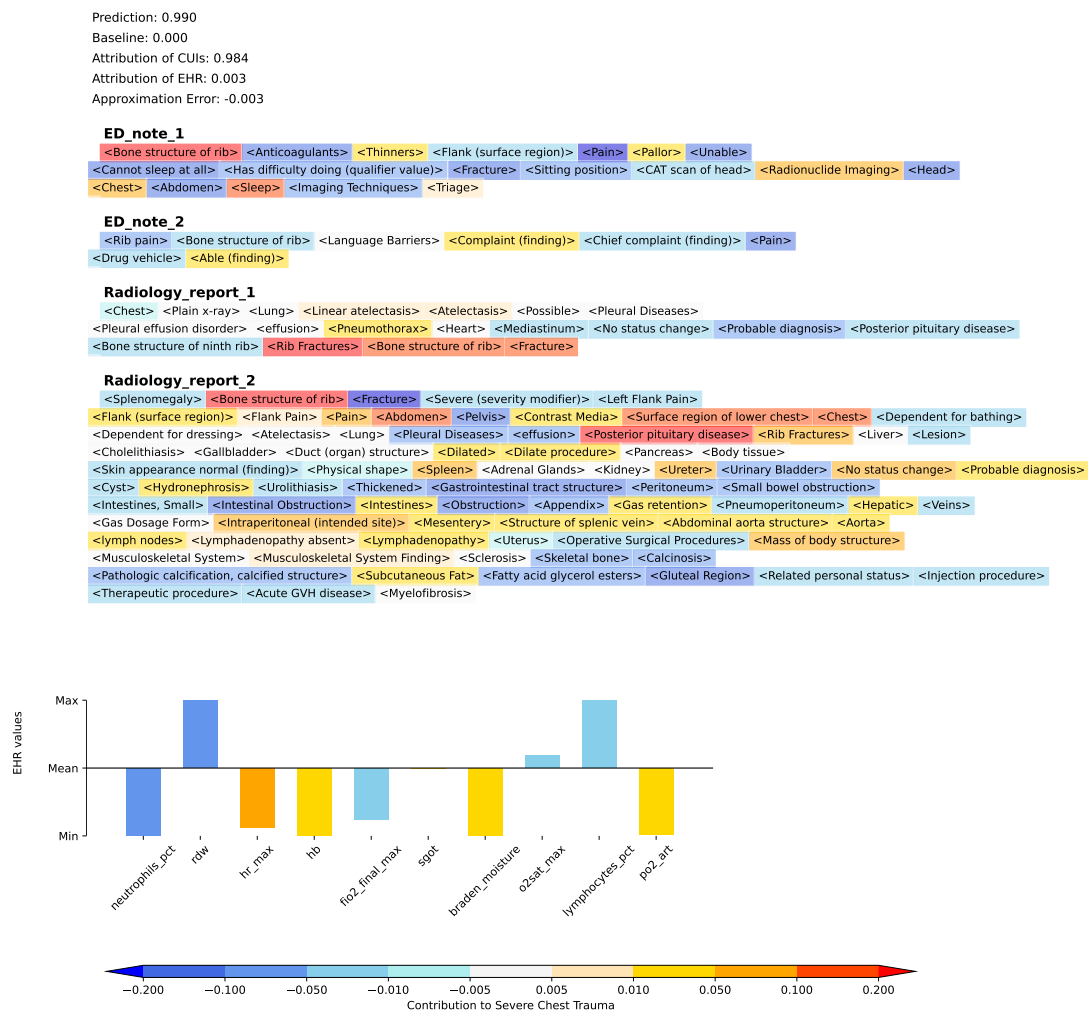 Prediction: 0.990
Baseline: 0.000
Attribution of CUIs: 0.984
Attribution of EHR: 0.003
Approximation Error: -0.003
ED_note_1
<Bone structure of rib> <Anticoagulants> <Thinners> <Flank (surface region)> <Pain> <Pallor> <Unable>
<Cannot sleep at all> <Has difficulty doing (qualifier value)> <Fracture> <Sitting position> <CAT scan of head> <Radionuclide Imaging> <Head>
<Chest> <Abdomen> <Sleep> <Imaging Techniques> <Triage>
ED_note_2
<Rib pain> <Bone structure of rib> <Language Barriers> <Complaint (finding)> <Chief complaint (finding)> <Pain>
<Drug vehicle> <Able (finding)>
Radiology_report_1
<Chest> <Plain x-ray> <Lung> <Linear atelectasis> <Atelectasis> <Possible> <Pleural Diseases>
<Pleural effusion disorder> <effusion> <Pneumothorax> <Heart> <Mediastinum> <No status change> <Probable diagnosis> <Posterior pituitary disease>
<Bone structure of ninth rib> <Rib Fractures> <Bone structure of rib> <Fracture>
Radiology_report_2
<Splenomegaly> <Bone structure of rib> <Fracture> <Severe (severity modifier)> <Left Flank Pain>
<Flank (surface region)> <Flank Pain> <Pain> <Abdomen> <Pelvis> <Contrast Media> <Surface region of lower chest> <Chest> <Dependent for bathing>
<Dependent for dressing> <Atelectasis> <Lung> <Pleural Diseases> <effusion> <Posterior pituitary disease> <Rib Fractures> <Liver> <Lesion>
<Cholelithiasis> <Gallbladder> <Duct (organ) structure> <Dilated> <Dilate procedure> <Pancreas> <Body tissue>
<Skin appearance normal (finding)> <Physical shape> <Spleen> <Adrenal Glands> <Kidney> <Ureter> <Urinary Bladder> <No status change> <Probable diagnosis>
<Cyst> <Hydronephrosis> <Urolithiasis> <Thickened> <Gastrointestinal tract structure> <Peritoneum> <Small bowel obstruction>
<Intestines, Small> <Intestinal Obstruction> <Intestines> <Obstruction> <Appendix> <Gas retention> <Pneumoperitoneum> <Hepatic> <Veins>
<Gas Dosage Form> <Intraperitoneal (intended site)> <Mesentery> <Structure of splenic vein> <Abdominal aorta structure> <Aorta>
<lymph nodes> <Lymphadenopathy absent> <Lymphadenopathy> <Uterus> <Operative Surgical Procedures> <Mass of body structure>
<Musculoskeletal System> <Musculoskeletal System Finding> <Sclerosis> <Skeletal bone> <Calcinosis>
<Pathologic calcification, calcified structure> <Subcutaneous Fat> <Fatty acid glycerol esters> <Gluteal Region> <Related personal status> <Injection procedure>
<Therapeutic procedure> <Acute GVH disease> <Myelofibrosis>
EHR values
Max
Mean
Min
neutrophils_pct rdw hr_max hb fio2_final_max sgot braden_moisture o2sat_max lymphocytes_pct po2_art
−0.200 −0.100 −0.050 −0.010 −0.005 0.005 0.010 0.050 0.100 0.200
Contribution to Severe Chest Trauma